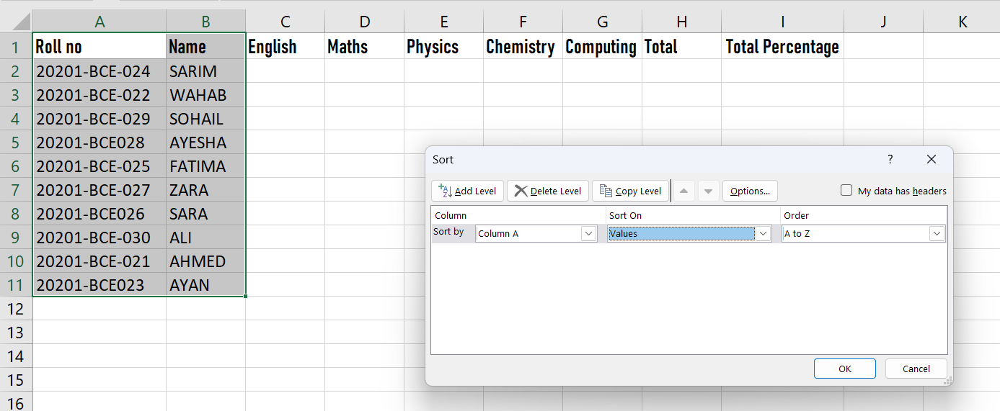 A B C D E F G H I J K
1 Roll no Name English Maths Physics Chemistry Computing Total Total Percentage
2 20201-BCE-024 SARIM
3 20201-BCE-022 WAHAB
4 20201-BCE-029 SOHAIL
5 20201-BCE028 AYESHA
6 20201-BCE-025 FATIMA
7 20201-BCE-027 ZARA
8 20201-BCE026 SARA
9 20201-BCE-030 ALI
10 20201-BCE-021 AHMED
11 20201-BCE023 AYAN
12
13
14
15
16
Sort ?
Add Level Delete Level Copy Level Options... My data has headers
Column Sort On Order
Sort by Column A Values A to Z
OK Cancel